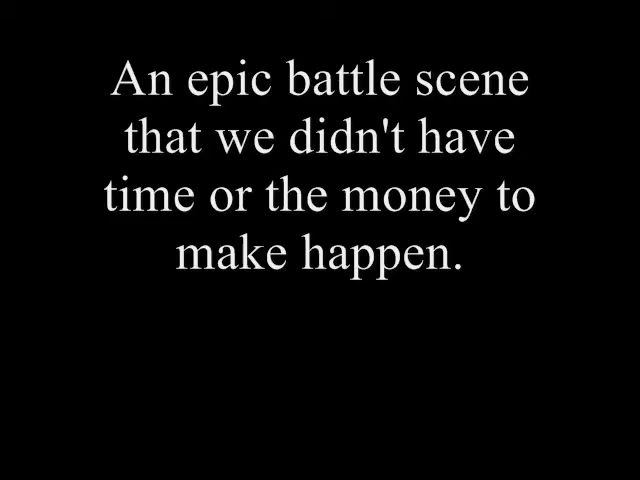 An epic battle scene
that we didn't have
time or the money to
make happen.